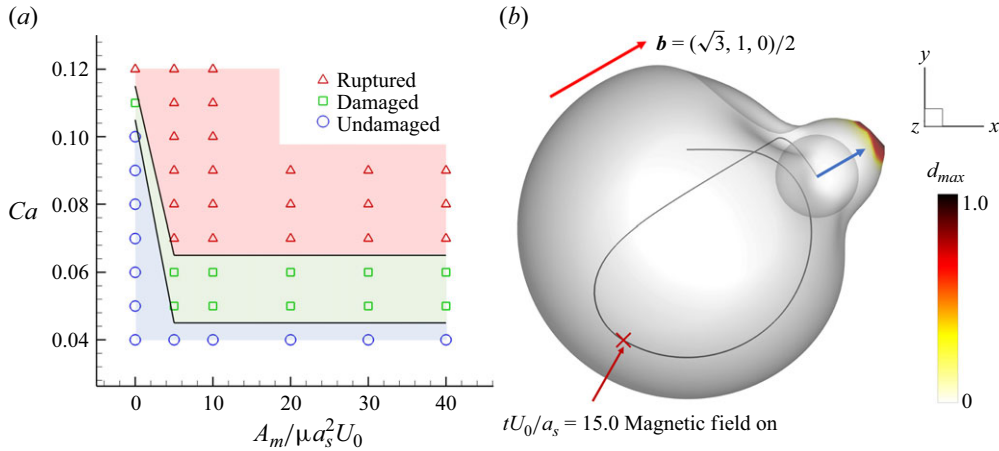 (a)
0.12
0.10
0.08
0.06
0.04
Ca
Ruptured
Damaged
Undamaged
0 10 20 30 40
A_m/μa_s^2U_0
(b)
b = (√3, 1, 0)/2
y
z x
d_max
1.0
0
tU_0/a_s = 15.0 Magnetic field on